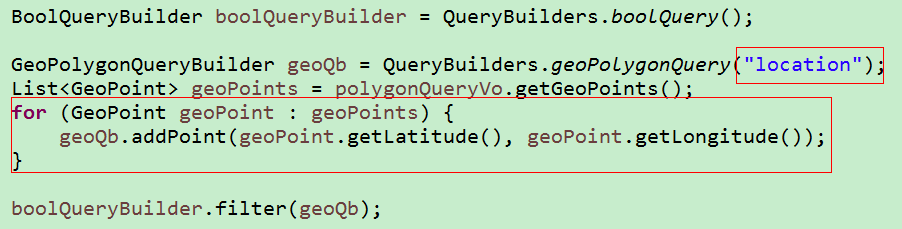 BoolQueryBuilder boolQueryBuilder = QueryBuilders.boolQuery();
GeoPolygonQueryBuilder geoQb = QueryBuilders.geoPolygonQuery("location");
List<GeoPoint> geoPoints = polygonQueryVo.getGeoPoints();
for (GeoPoint geoPoint : geoPoints) {
    geoQb.addPoint(geoPoint.getLatitude(), geoPoint.getLongitude());
}
boolQueryBuilder.filter(geoQb);